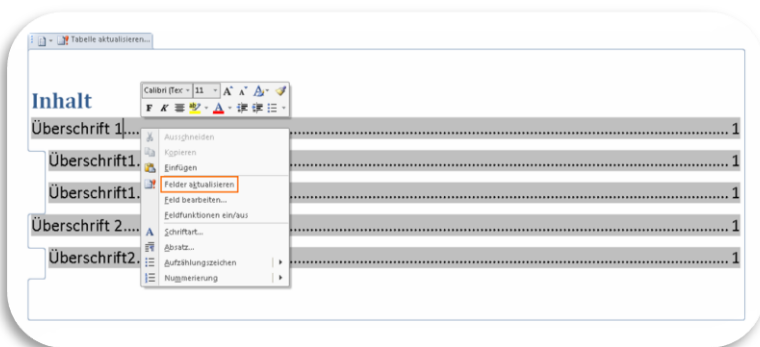 Tabelle aktualisieren...
Calibri (Tex 11 A A A
Inhalt
F K A
Überschrift 1.... 1
Ausschneiden
Kopieren
Überschrift1. 1
Einfügen
Felder aktualisieren
Überschrift1. 1
Feld bearbeiten...
Feldfunktionen ein/aus
Überschrift 2.... 1
A Schriftart...
Absatz...
Überschrift2. 1
Aufzählungszeichen
Nummerierung